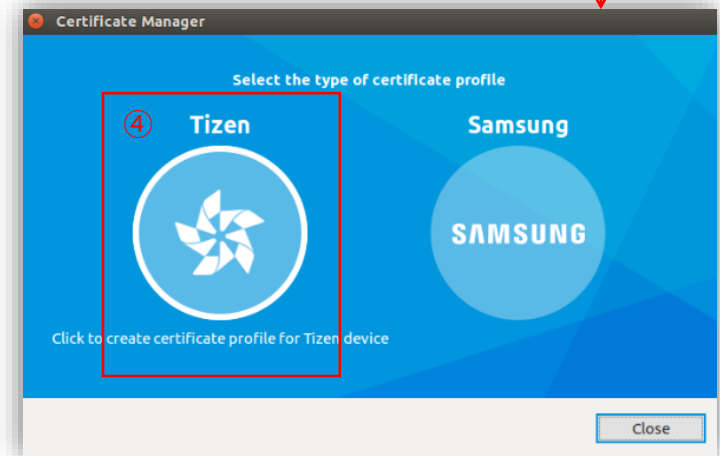 Certificate Manager
Select the type of certificate profile
④ Tizen Samsung
SAMSUNG
Click to create certificate profile for Tizen device
Close